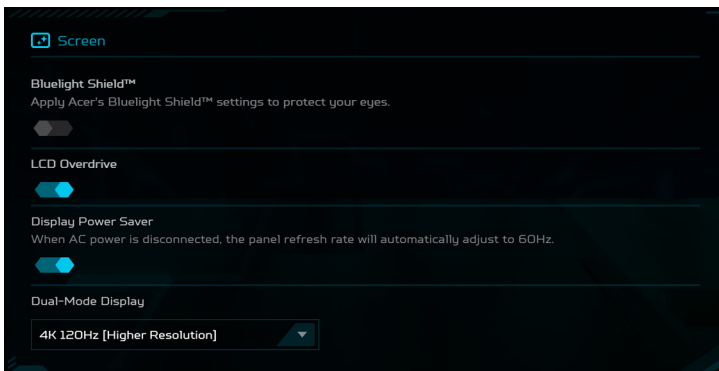 Screen
Bluelight Shield™
Apply Acer's Bluelight Shield™ settings to protect your eyes.
LCD Overdrive
Display Power Saver
When AC power is disconnected, the panel refresh rate will automatically adjust to 60Hz.
Dual-Mode Display
4K 120Hz [Higher Resolution]